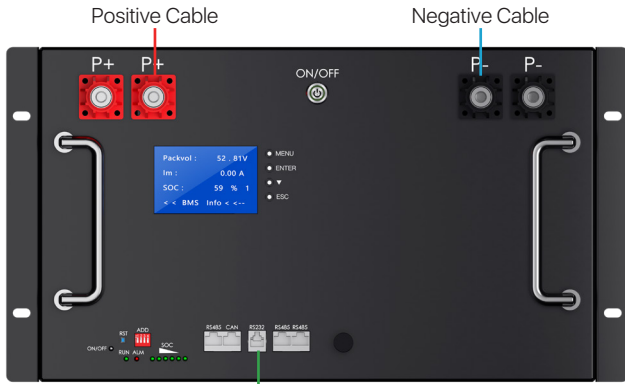 Positive Cable
Negative Cable
P+ P+
ON/OFF
P- P-
Packvol : 52 . 81V
Im : 0.00 A
SOC : 59 % 1
< < BMS Info < <--
MENU
ENTER
▼
ESC
RST
ADD
ON/OFF
SOC
RUN ALM
RS485 CAN RS232 RS485 RS485